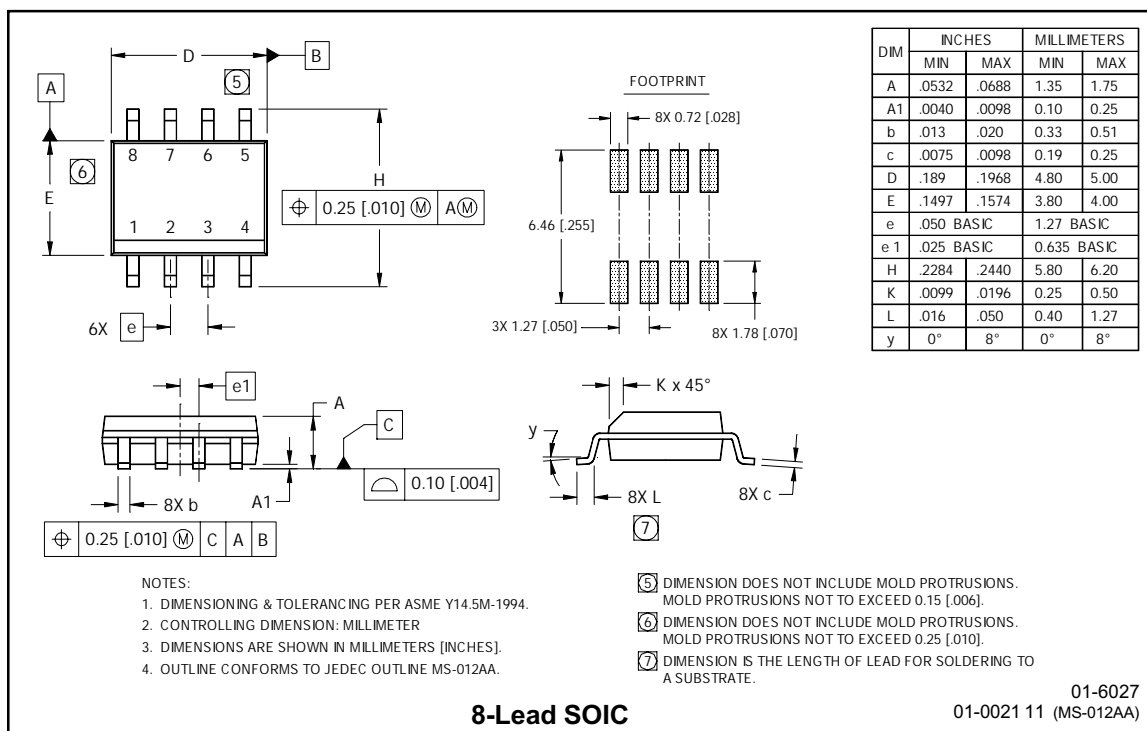 D
B
5
A
8 7 6 5
6
E
H
⌖ 0.25 [.010] Ⓜ AⓂ
1 2 3 4
6X e
FOOTPRINT
8X 0.72 [.028]
6.46 [.255]
3X 1.27 [.050]
8X 1.78 [.070]
DIM INCHES MILLIMETERS
MIN MAX MIN MAX
A .0532 .0688 1.35 1.75
A1 .0040 .0098 0.10 0.25
b .013 .020 0.33 0.51
c .0075 .0098 0.19 0.25
D .189 .1968 4.80 5.00
E .1497 .1574 3.80 4.00
e .050 BASIC 1.27 BASIC
e 1 .025 BASIC 0.635 BASIC
H .2284 .2440 5.80 6.20
K .0099 .0196 0.25 0.50
L .016 .050 0.40 1.27
y 0° 8° 0° 8°
e1
A
C
⌓ 0.10 [.004]
8X b
A1
⌖ 0.25 [.010] Ⓜ C A B
K x 45°
y
8X L
7
8X c
NOTES:
1. DIMENSIONING & TOLERANCING PER ASME Y14.5M-1994.
2. CONTROLLING DIMENSION: MILLIMETER
3. DIMENSIONS ARE SHOWN IN MILLIMETERS [INCHES].
4. OUTLINE CONFORMS TO JEDEC OUTLINE MS-012AA.
5 DIMENSION DOES NOT INCLUDE MOLD PROTRUSIONS.
MOLD PROTRUSIONS NOT TO EXCEED 0.15 [.006].
6 DIMENSION DOES NOT INCLUDE MOLD PROTRUSIONS.
MOLD PROTRUSIONS NOT TO EXCEED 0.25 [.010].
7 DIMENSION IS THE LENGTH OF LEAD FOR SOLDERING TO
A SUBSTRATE.
8-Lead SOIC
01-6027
01-0021 11 (MS-012AA)